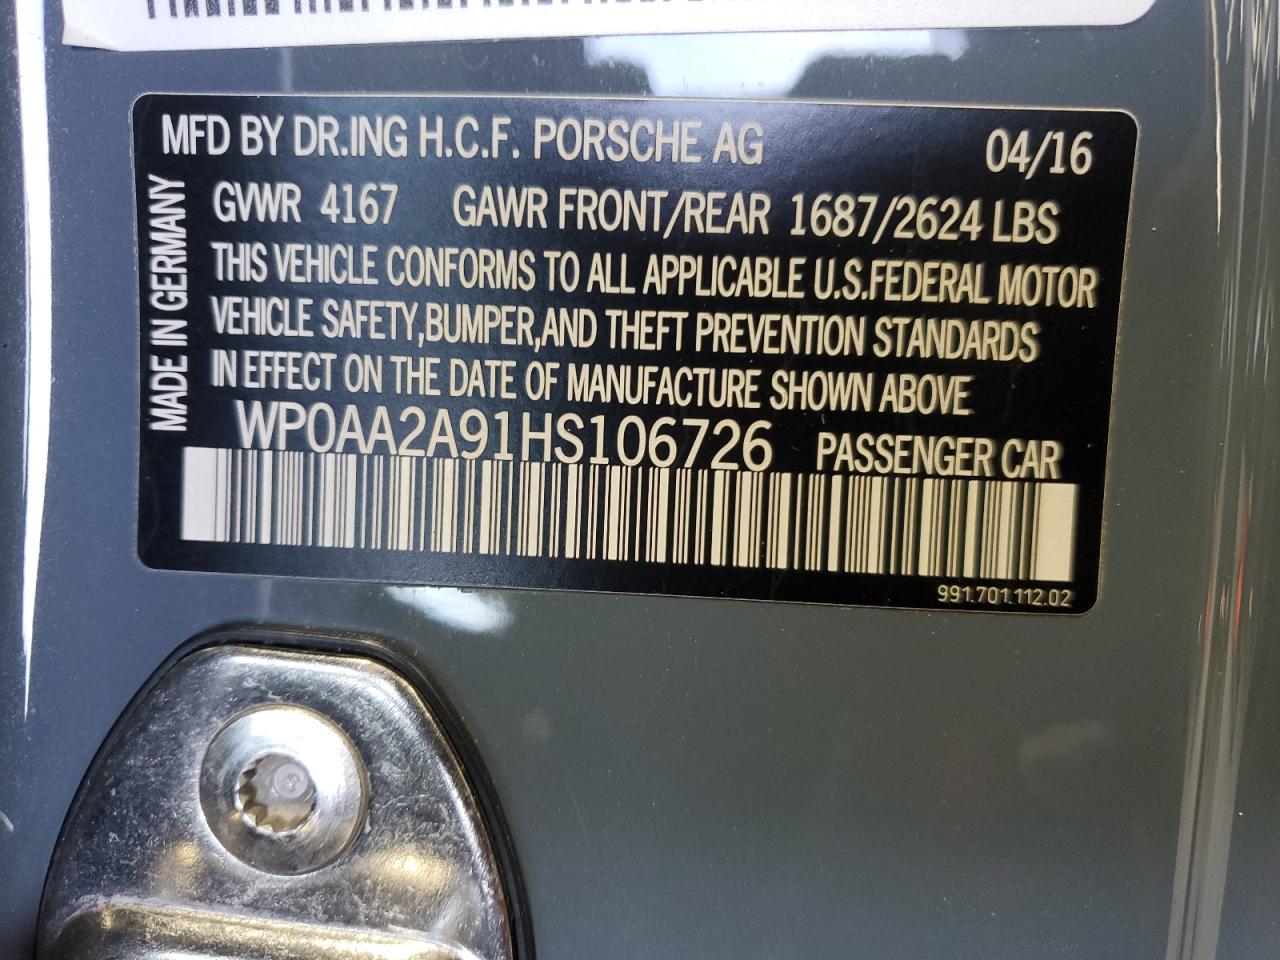 MFD BY DR.ING H.C.F. PORSCHE AG 04/16
MADE IN GERMANY
GVWR 4167 GAWR FRONT/REAR 1687/2624 LBS
THIS VEHICLE CONFORMS TO ALL APPLICABLE U.S.FEDERAL MOTOR
VEHICLE SAFETY,BUMPER,AND THEFT PREVENTION STANDARDS
IN EFFECT ON THE DATE OF MANUFACTURE SHOWN ABOVE
WP0AA2A91HS106726 PASSENGER CAR
991.701.112.02